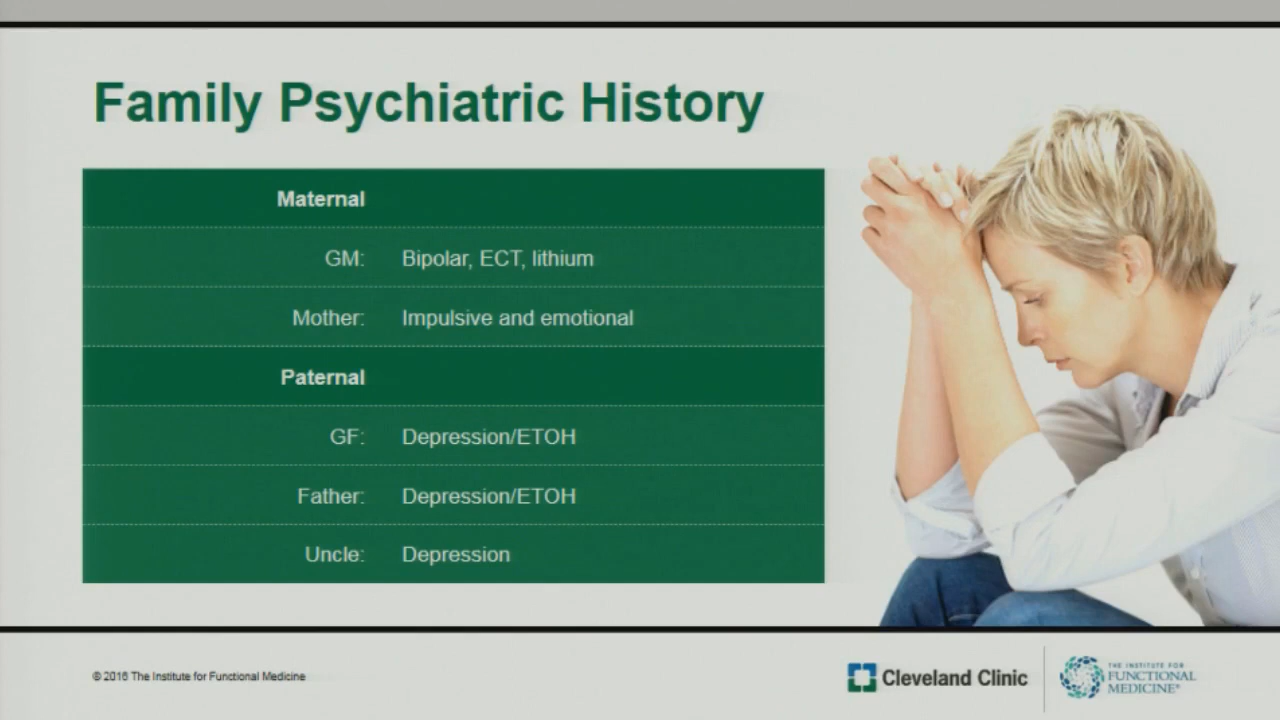 Family Psychiatric History
Maternal
GM: Bipolar, ECT, lithium
Mother: Impulsive and emotional
Paternal
GF: Depression/ETOH
Father: Depression/ETOH
Uncle: Depression
© 2016 The Institute for Functional Medicine
Cleveland Clinic
THE INSTITUTE FOR
FUNCTIONAL
MEDICINE®